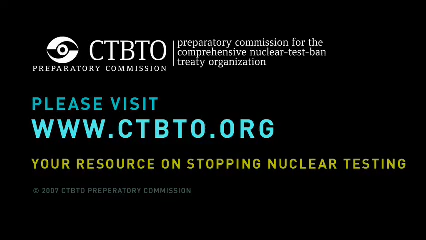 CTBTO
PREPARATORY COMMISSION
preparatory commission for the
comprehensive nuclear-test-ban
treaty organization
PLEASE VISIT
WWW.CTBTO.ORG
YOUR RESOURCE ON STOPPING NUCLEAR TESTING
© 2007 CTBTO PREPERATORY COMMISSION